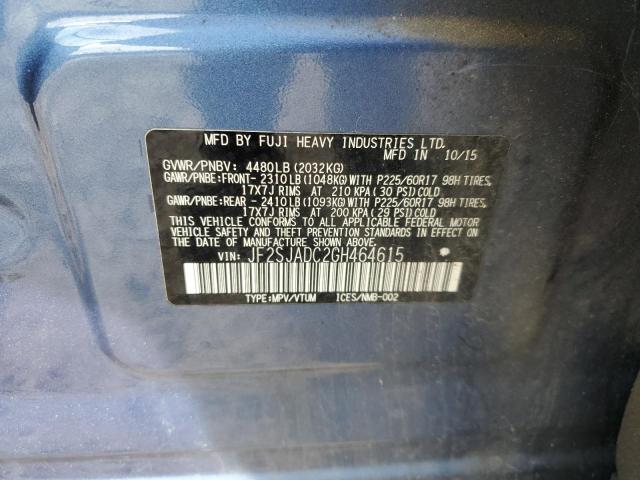 MFD BY FUJI HEAVY INDUSTRIES LTD.
MFD. IN 10/15
GVWR/PNBV: 4480LB (2032KG)
GAWR/PNBE:FRONT- 2310LB (1048KG) WITH P225/60R17 98H TIRES,
17X7J RIMS AT 210 KPA (30 PSI) COLD
GAWR/PNBE:REAR - 2410LB (1093KG) WITH P225/60R17 98H TIRES,
17X7J RIMS AT 200 KPA (29 PSI) COLD
THIS VEHICLE CONFORMS TO ALL APPLICABLE FEDERAL MOTOR
VEHICLE SAFETY AND THEFT PREVENTION STANDARDS IN EFFECT
ON THE DATE OF MANUFACTURE SHOWN ABOVE.
VIN: JF2SJADC2GH464615
TYPE:MPV/VTUM ICES/NMB-002